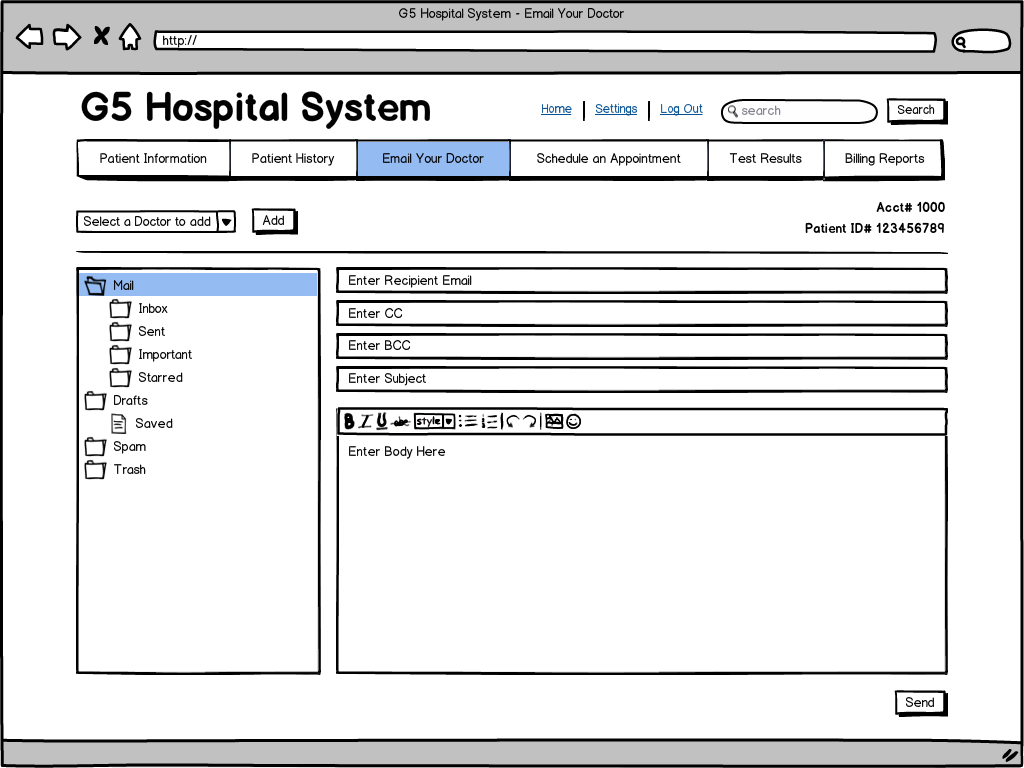 G5 Hospital System - Email Your Doctor
http://
G5 Hospital System
Home Settings Log Out search Search
Patient Information Patient History Email Your Doctor Schedule an Appointment Test Results Billing Reports
Select a Doctor to add Add
Acct# 1000
Patient ID# 123456789
Mail
Inbox
Sent
Important
Starred
Drafts
Saved
Spam
Trash
Enter Recipient Email
Enter CC
Enter BCC
Enter Subject
B I U abc style
Enter Body Here
Send